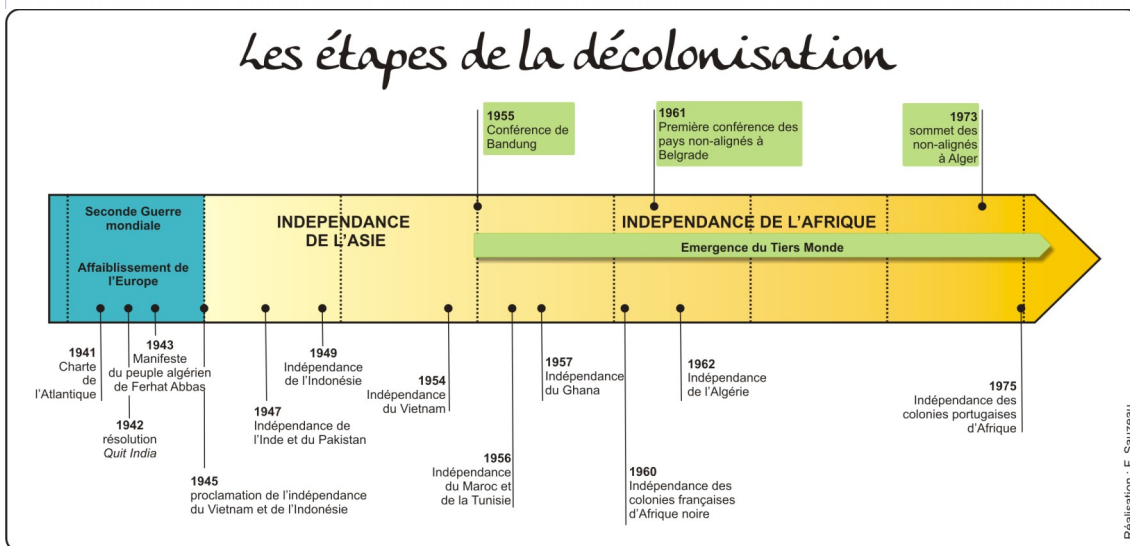 Les étapes de la décolonisation
1955
Conférence de
Bandung
1961
Première conférence des
pays non-alignés à
Belgrade
1973
sommet des
non-alignés
à Alger
Seconde Guerre
mondiale
Affaiblissement de
l'Europe
INDEPENDANCE
DE L'ASIE
INDEPENDANCE DE L'AFRIQUE
Emergence du Tiers Monde
1941
Charte
de
l'Atlantique
1942
résolution
Quit India
1943
Manifeste
du peuple algérien
de Ferhat Abbas
1945
proclamation de l'indépendance
du Vietnam et de l'Indonésie
1947
Indépendance de
l'Inde et du Pakistan
1949
Indépendance
de l'Indonésie
1954
Indépendance
du Vietnam
1956
Indépendance
du Maroc et
de la Tunisie
1957
Indépendance
du Ghana
1960
Indépendance des
colonies françaises
d'Afrique noire
1962
Indépendance
de l'Algérie
1975
Indépendance des
colonies portugaises
d'Afrique
Réalisation : F. Sauzeau